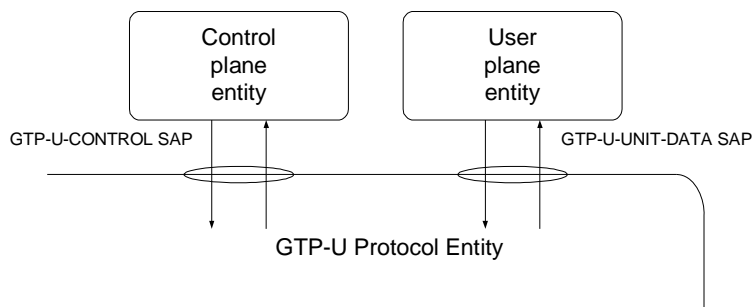 Control
plane
entity
User
plane
entity
GTP-U-CONTROL SAP
GTP-U-UNIT-DATA SAP
GTP-U Protocol Entity